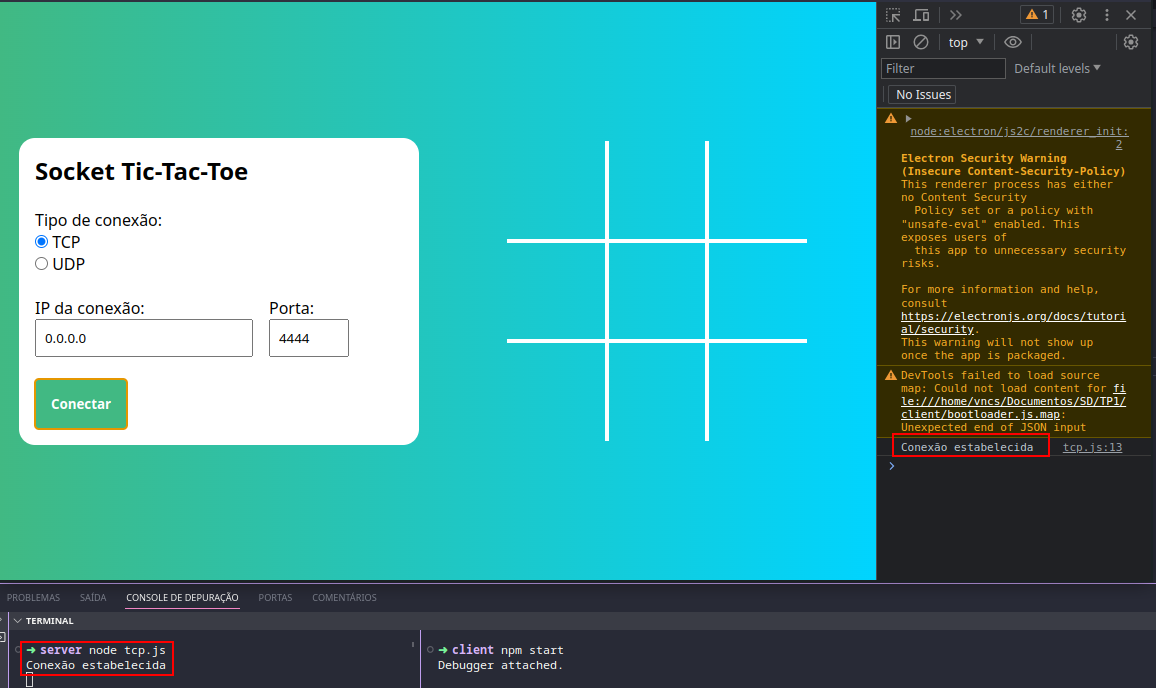 Socket Tic-Tac-Toe
Tipo de conexão:
TCP
UDP
IP da conexão:
Porta:
0.0.0.0
4444
Conectar
1
top
Filter
Default levels
No Issues
node:electron/js2c/renderer_init:
2
Electron Security Warning
(Insecure Content-Security-Policy)
This renderer process has either
no Content Security
Policy set or a policy with
"unsafe-eval" enabled. This
exposes users of
this app to unnecessary security
risks.
For more information and help,
consult
https://electronjs.org/docs/tutori
al/security.
This warning will not show up
once the app is packaged.
DevTools failed to load source
map: Could not load content for fi
le:///home/vncs/Documentos/SD/TP1/
client/bootloader.js.map:
Unexpected end of JSON input
Conexão estabelecida tcp.js:13
PROBLEMAS SAÍDA CONSOLE DE DEPURAÇÃO PORTAS COMENTÁRIOS
TERMINAL
➜ server node tcp.js
Conexão estabelecida
➜ client npm start
Debugger attached.